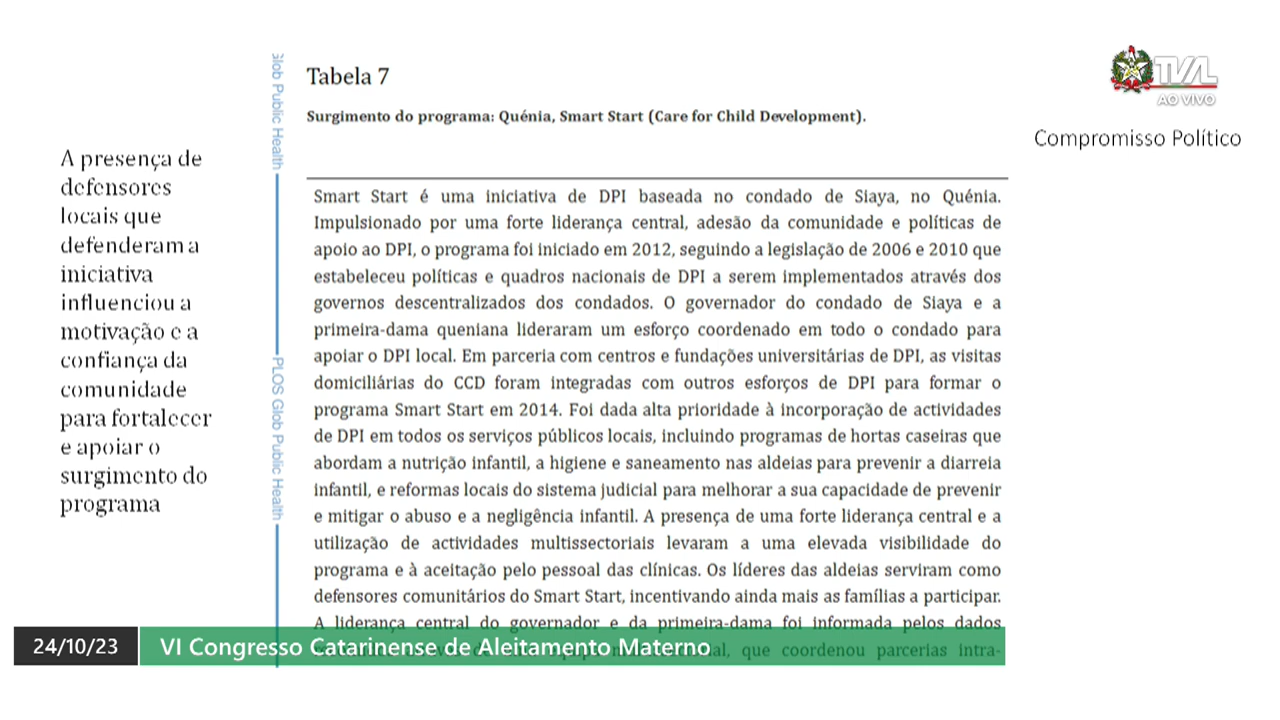 A presença de
defensores
locais que
defenderam a
iniciativa
influenciou a
motivação e a
confiança da
comunidade
para fortalecer
e apoiar o
surgimento do
programa
Glob Public Health
PLOS Glob Public Health
Tabela 7
Surgimento do programa: Quénia, Smart Start (Care for Child Development).
Smart Start é uma iniciativa de DPI baseada no condado de Siaya, no Quénia.
Impulsionado por uma forte liderança central, adesão da comunidade e políticas de
apoio ao DPI, o programa foi iniciado em 2012, seguindo a legislação de 2006 e 2010 que
estabeleceu políticas e quadros nacionais de DPI a serem implementados através dos
governos descentralizados dos condados. O governador do condado de Siaya e a
primeira-dama queniana lideraram um esforço coordenado em todo o condado para
apoiar o DPI local. Em parceria com centros e fundações universitárias de DPI, as visitas
domiciliárias do CCD foram integradas com outros esforços de DPI para formar o
programa Smart Start em 2014. Foi dada alta prioridade à incorporação de actividades
de DPI em todos os serviços públicos locais, incluindo programas de hortas caseiras que
abordam a nutrição infantil, a higiene e saneamento nas aldeias para prevenir a diarreia
infantil, e reformas locais do sistema judicial para melhorar a sua capacidade de prevenir
e mitigar o abuso e a negligência infantil. A presença de uma forte liderança central e a
utilização de actividades multissectoriais levaram a uma elevada visibilidade do
programa e à aceitação pelo pessoal das clínicas. Os líderes das aldeias serviram como
defensores comunitários do Smart Start, incentivando ainda mais as famílias a participar.
A liderança central do governador e da primeira-dama foi informada pelos dados
que coordenou parcerias intra-
TVAL
AO VIVO
Compromisso Político
24/10/23
VI Congresso Catarinense de Aleitamento Materno